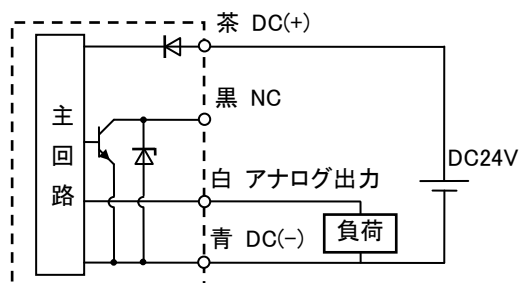 茶 DC(+)
黒 NC
主回路
DC24V
白 アナログ出力
負荷
青 DC(-)